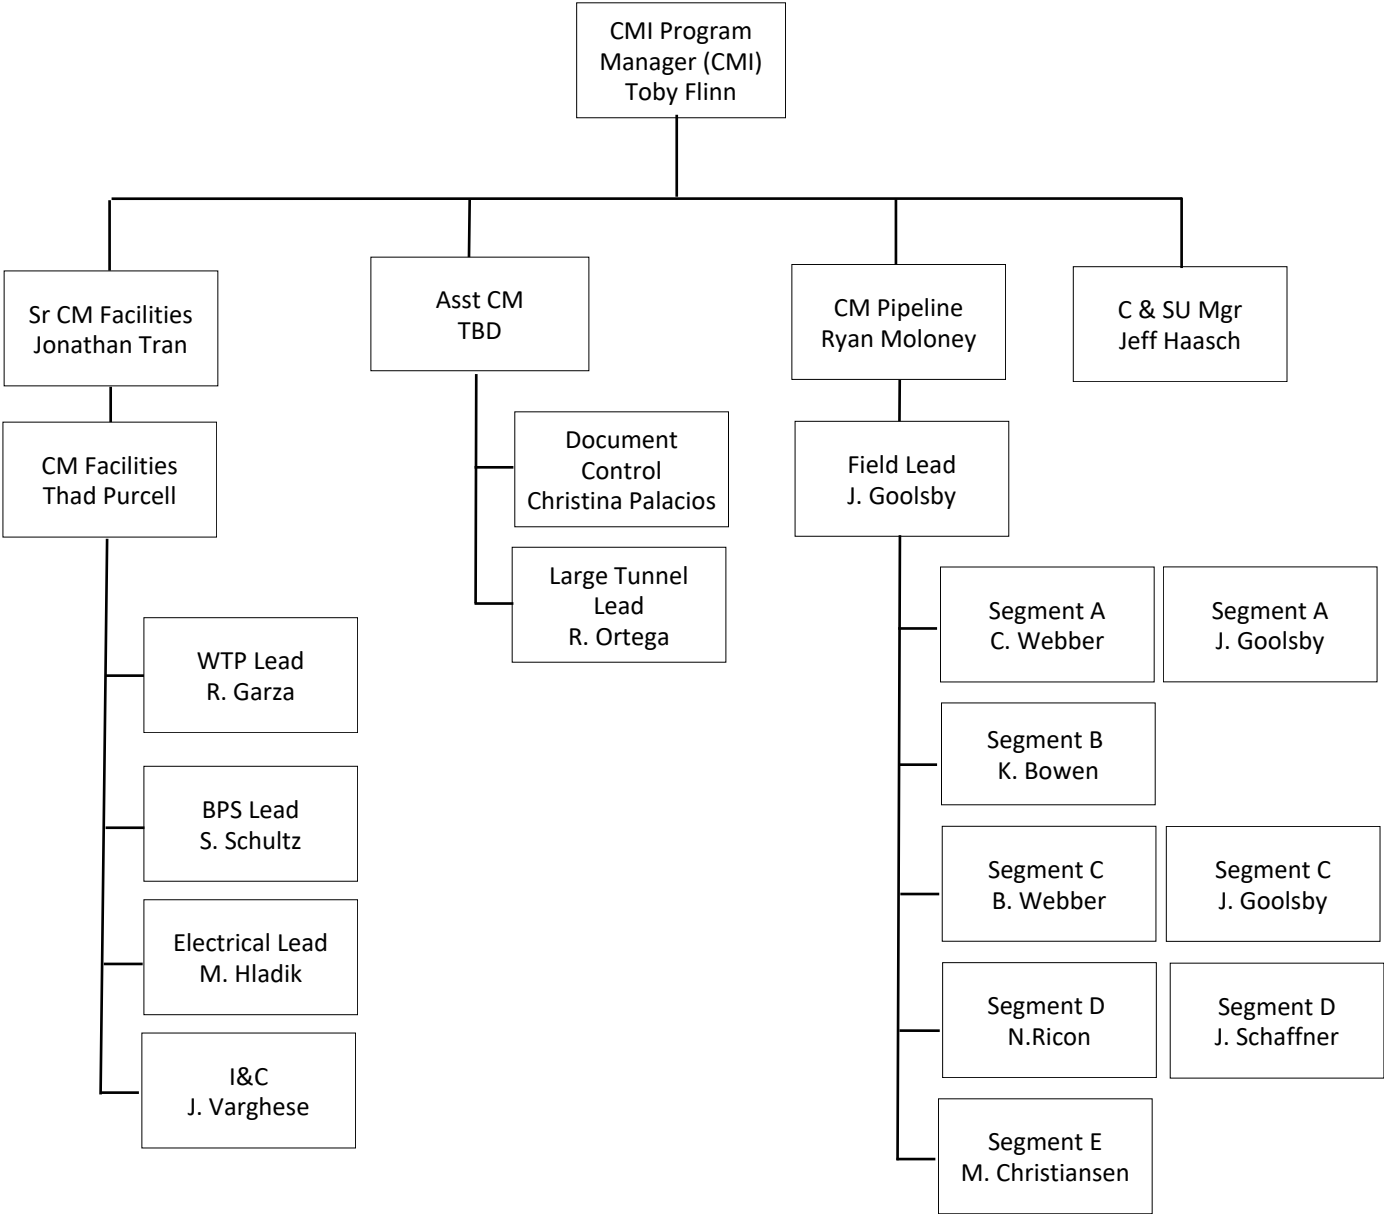 CMI Program
Manager (CMI)
Toby Flinn
Sr CM Facilities
Jonathan Tran
Asst CM
TBD
CM Pipeline
Ryan Moloney
C & SU Mgr
Jeff Haasch
CM Facilities
Thad Purcell
Document
Control
Christina Palacios
Large Tunnel
Lead
R. Ortega
Field Lead
J. Goolsby
WTP Lead
R. Garza
BPS Lead
S. Schultz
Electrical Lead
M. Hladik
I&C
J. Varghese
Segment A
C. Webber
Segment A
J. Goolsby
Segment B
K. Bowen
Segment C
B. Webber
Segment C
J. Goolsby
Segment D
N.Ricon
Segment D
J. Schaffner
Segment E
M. Christiansen